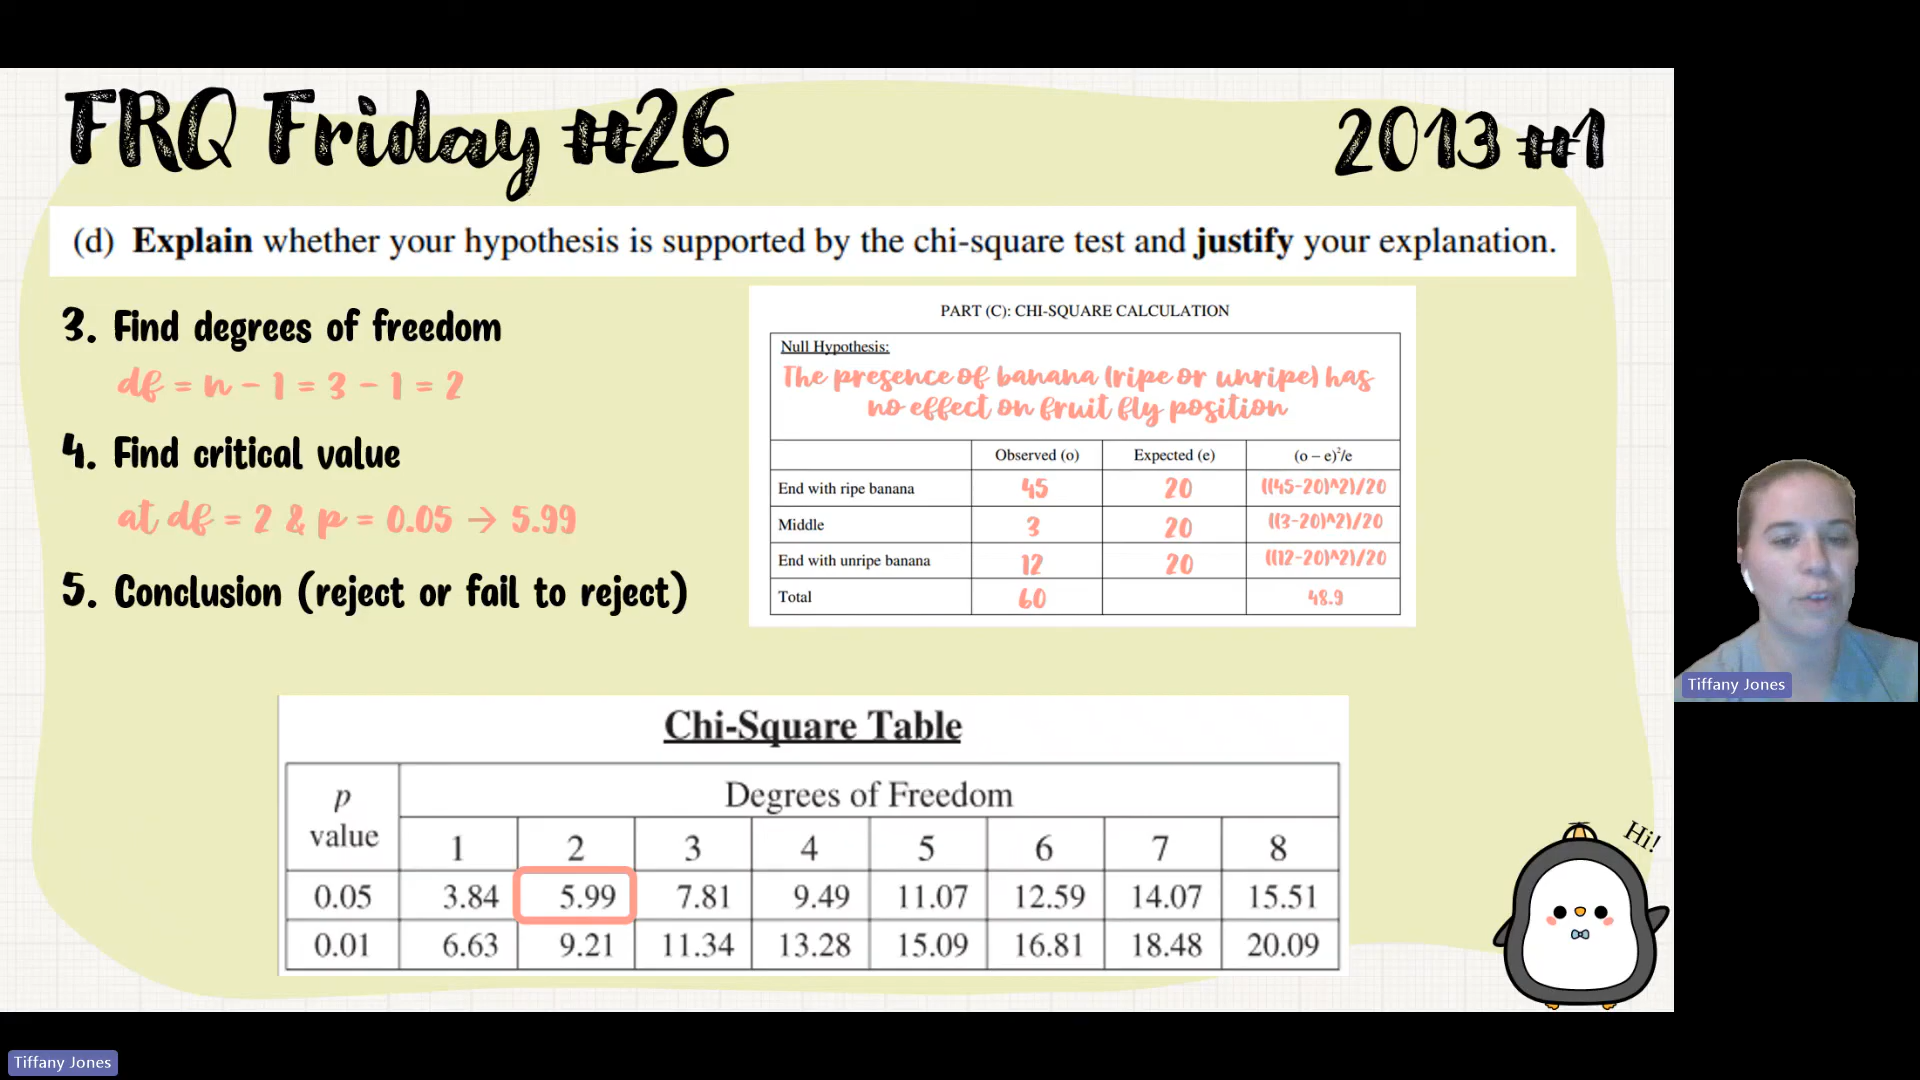 FRQ Friday #26
2013 #1
(d) Explain whether your hypothesis is supported by the chi-square test and justify your explanation.
3. Find degrees of freedom
df = n - 1 = 3 - 1 = 2
4. Find critical value
at df = 2 & p = 0.05 → 5.99
5. Conclusion (reject or fail to reject)
PART (C): CHI-SQUARE CALCULATION
Null Hypothesis:
The presence of banana (ripe or unripe) has
no effect on fruit fly position
Observed (o) Expected (e) (o – e)²/e
End with ripe banana 45 20 ((45-20)^2)/20
Middle 3 20 ((3-20)^2)/20
End with unripe banana 12 20 ((12-20)^2)/20
Total 60 48.9
Chi-Square Table
p value Degrees of Freedom
1 2 3 4 5 6 7 8
0.05 3.84 5.99 7.81 9.49 11.07 12.59 14.07 15.51
0.01 6.63 9.21 11.34 13.28 15.09 16.81 18.48 20.09
Hi!
Tiffany Jones
Tiffany Jones